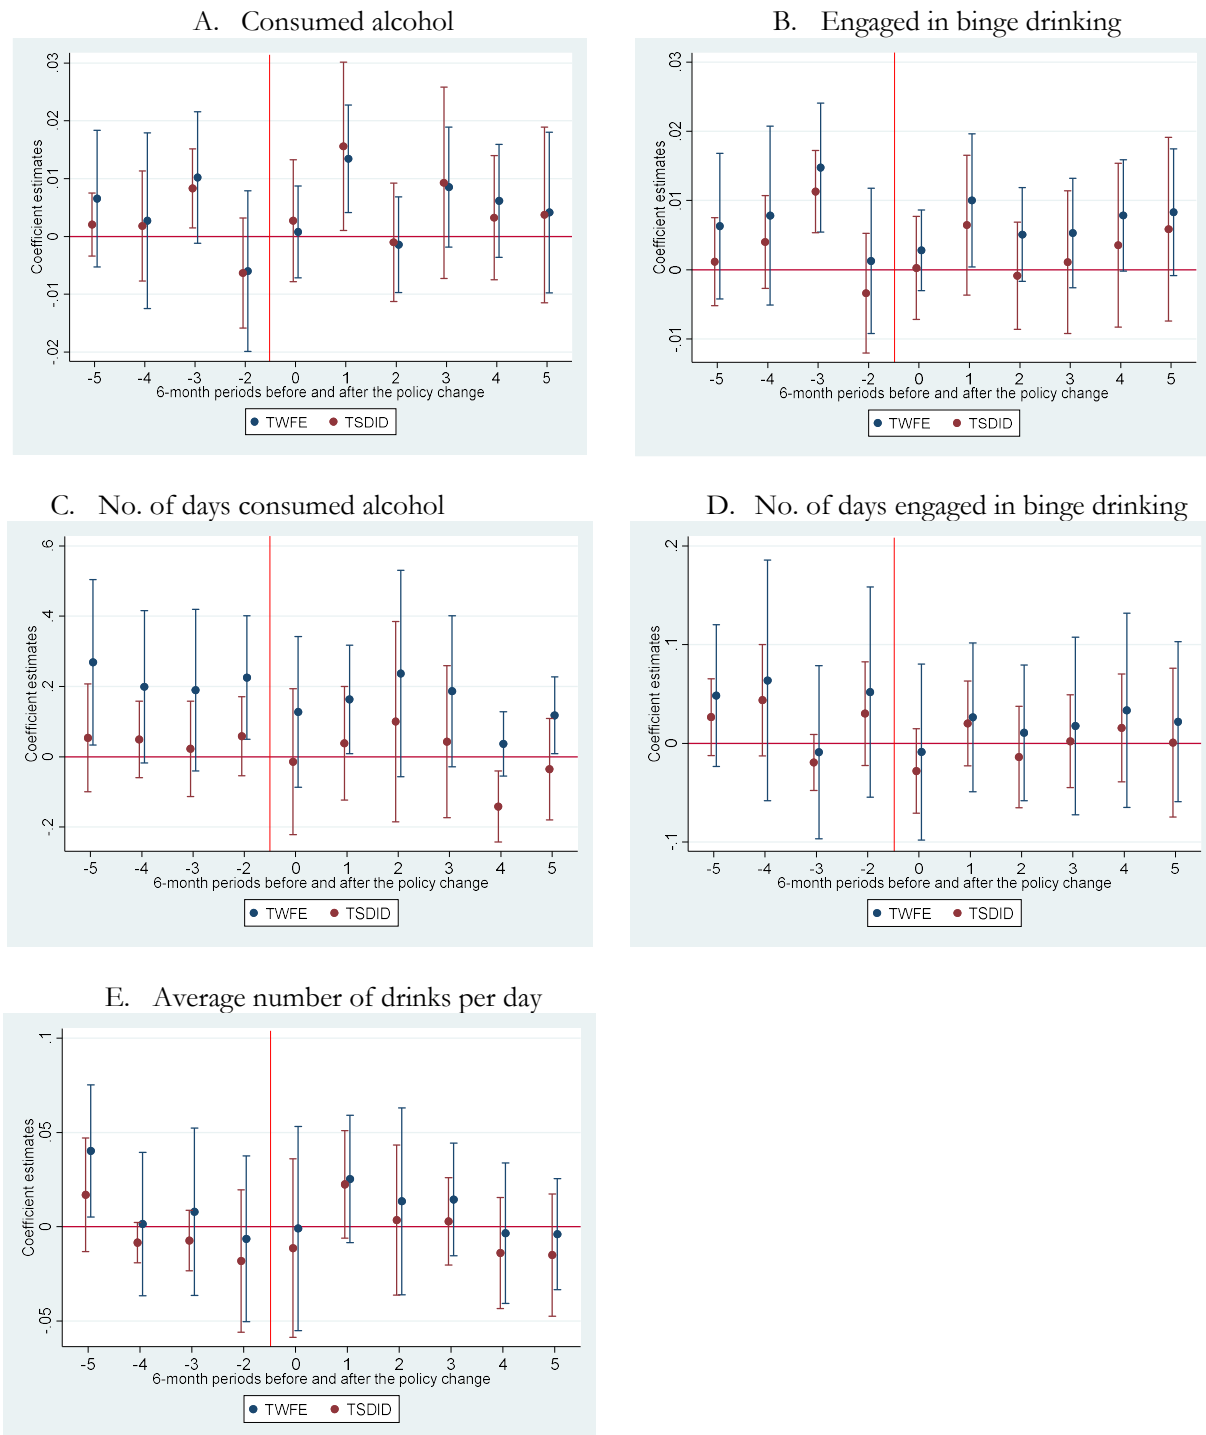 A. Consumed alcohol
Coefficient estimates
.03
.02
.01
0
-.01
-.02
-5 -4 -3 -2 0 1 2 3 4 5
6-month periods before and after the policy change
TWFE TSDID
B. Engaged in binge drinking
Coefficient estimates
.03
.02
.01
0
-.01
-5 -4 -3 -2 0 1 2 3 4 5
6-month periods before and after the policy change
TWFE TSDID
C. No. of days consumed alcohol
Coefficient estimates
.6
.4
.2
0
-.2
-5 -4 -3 -2 0 1 2 3 4 5
6-month periods before and after the policy change
TWFE TSDID
D. No. of days engaged in binge drinking
Coefficient estimates
.2
.1
0
-.1
-5 -4 -3 -2 0 1 2 3 4 5
6-month periods before and after the policy change
TWFE TSDID
E. Average number of drinks per day
Coefficient estimates
.1
.05
0
-.05
-5 -4 -3 -2 0 1 2 3 4 5
6-month periods before and after the policy change
TWFE TSDID